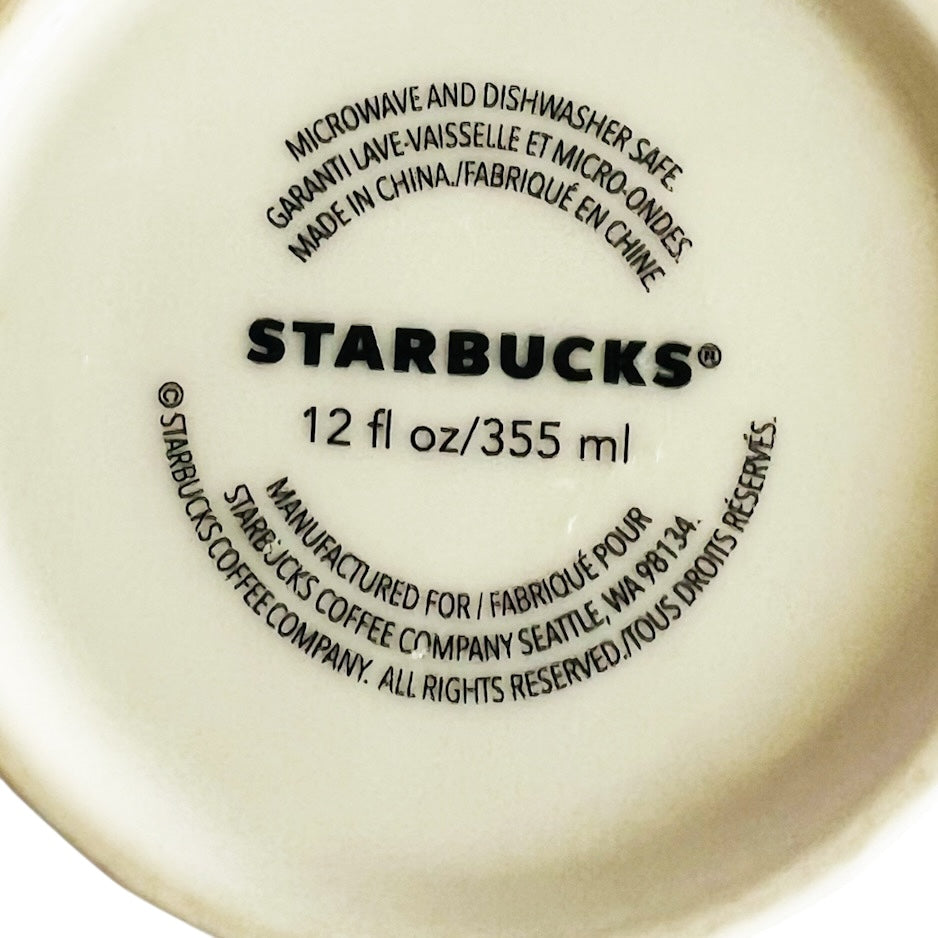 MICROWAVE AND DISHWASHER SAFE.
GARANTI LAVE-VAISSELLE ET MICRO-ONDES.
MADE IN CHINA./FABRIQUÉ EN CHINE.
STARBUCKS®
12 fl oz/355 ml
MANUFACTURED FOR / FABRIQUÉ POUR
STARBUCKS COFFEE COMPANY SEATTLE, WA 98134.
©STARBUCKS COFFEE COMPANY. ALL RIGHTS RESERVED./TOUS DROITS RÉSERVÉS.